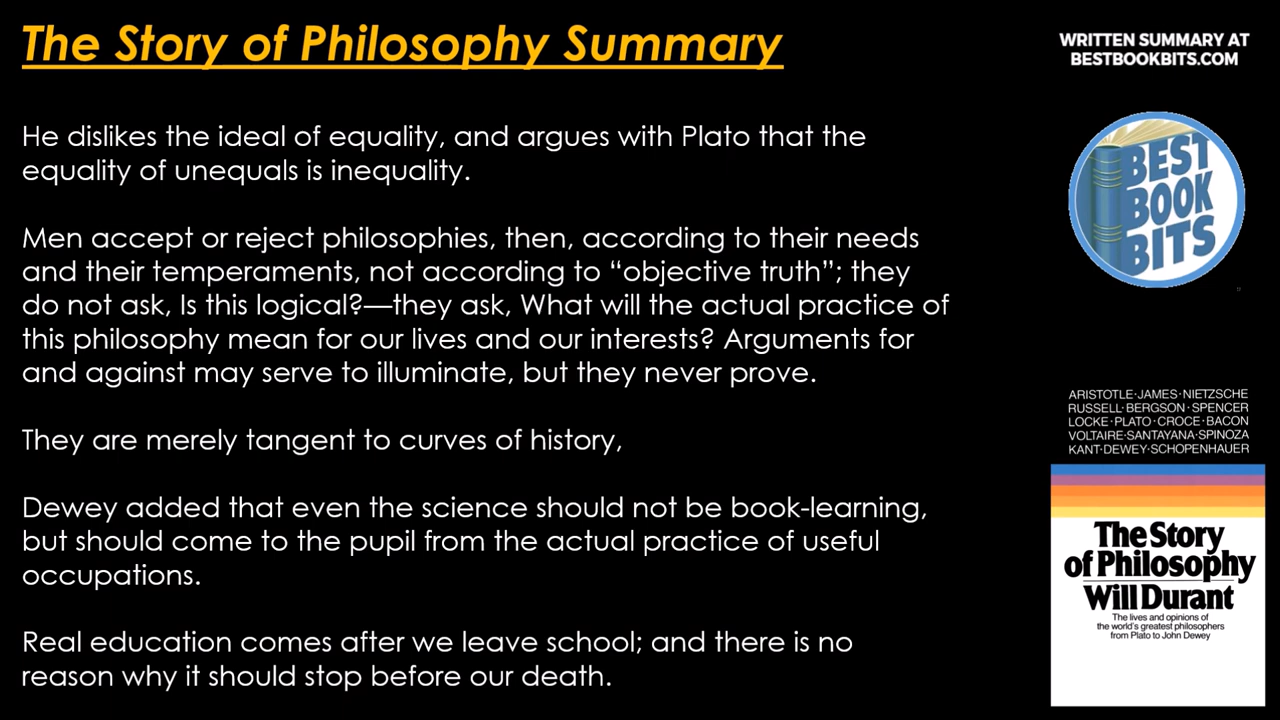 The Story of Philosophy Summary
WRITTEN SUMMARY AT
BESTBOOKBITS.COM
He dislikes the ideal of equality, and argues with Plato that the
equality of unequals is inequality.
Men accept or reject philosophies, then, according to their needs
and their temperaments, not according to “objective truth”; they
do not ask, Is this logical?—they ask, What will the actual practice of
this philosophy mean for our lives and our interests? Arguments for
and against may serve to illuminate, but they never prove.
They are merely tangent to curves of history,
Dewey added that even the science should not be book-learning,
but should come to the pupil from the actual practice of useful
occupations.
Real education comes after we leave school; and there is no
reason why it should stop before our death.
BEST
BOOK
BITS
ARISTOTLE·JAMES·NIETZSCHE
RUSSELL·BERGSON·SPENCER
LOCKE·PLATO·CROCE·BACON
VOLTAIRE·SANTAYANA·SPINOZA
KANT·DEWEY·SCHOPENHAUER
The Story
of Philosophy
Will Durant
The lives and opinions of
the world's greatest philosophers
from Plato to John Dewey